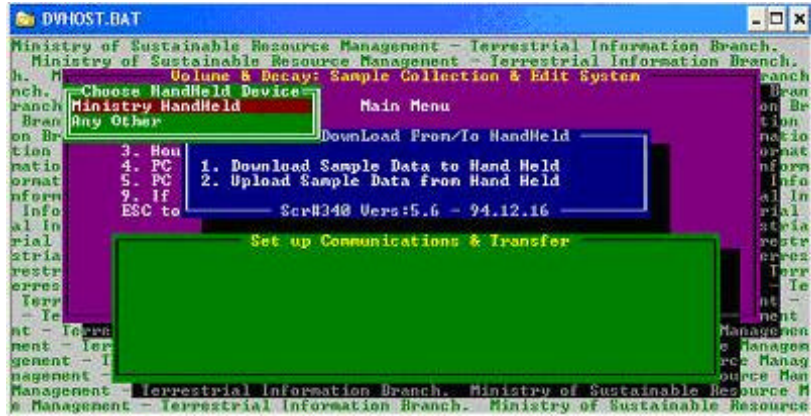 DVHOST.BAT
Ministry of Sustainable Resource Management - Terrestrial Information Branch.
Ministry of Sustainable Resource Management - Terrestrial Information Branch.
Volume & Decay: Sample Collection & Edit System
Choose HandHeld Device
Ministry HandHeld
Any Other
Main Menu
DownLoad From/To HandHeld
3. Hou
4. PC
5. PC
9. If
ESC to
1. Download Sample Data to Hand Held
2. Upload Sample Data from Hand Held
Scr#340 Vers:5.6 - 94.12.16
Set up Communications & Transfer
Management - Terrestrial Information Branch. Ministry of Sustainable Resource
e Management - Terrestrial Information Branch. Ministry of Sustainable Resource